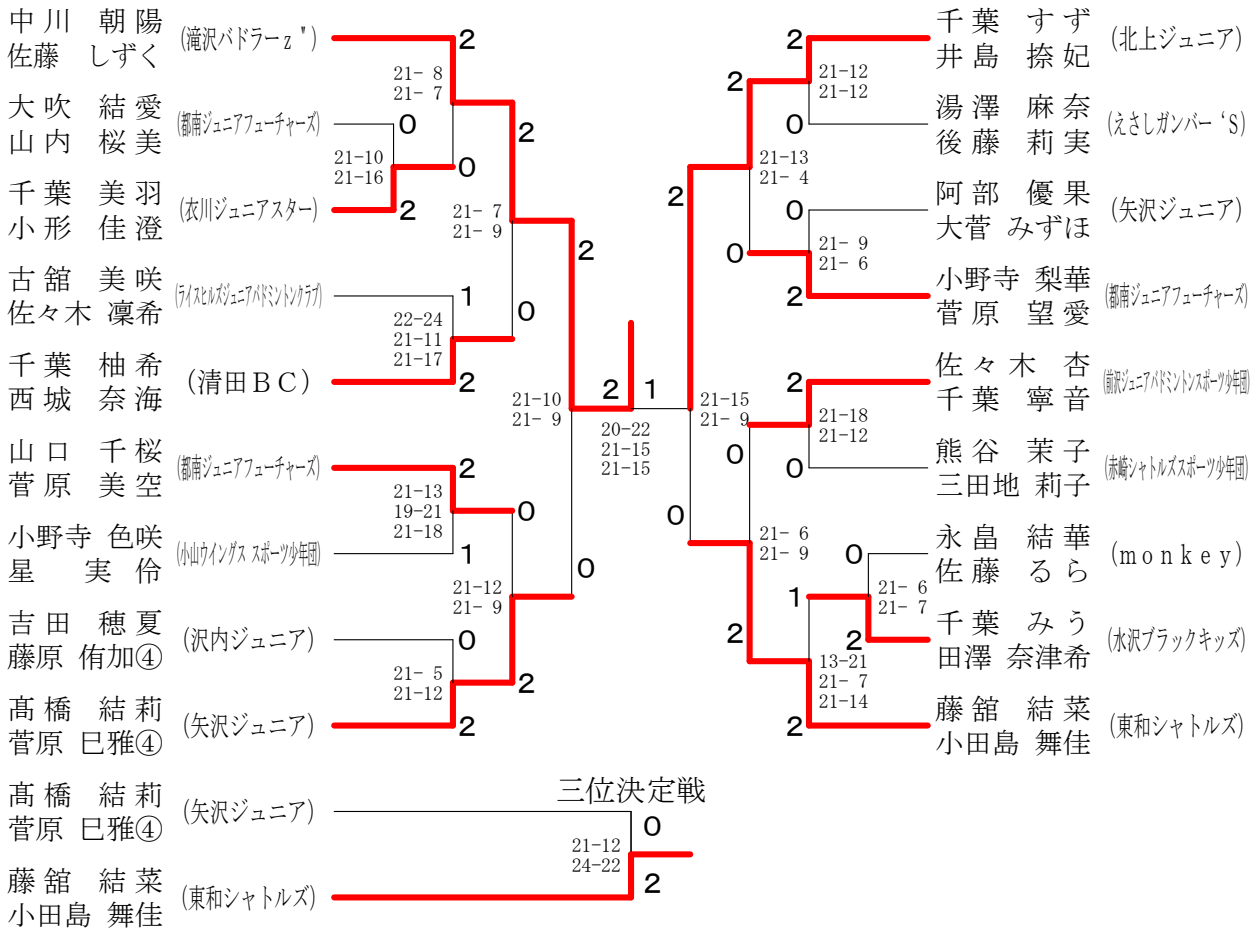 中川 朝陽
佐藤 しずく
(滝沢バドラーz")
2
21- 8
21- 7
大吹 結愛
山内 桜美
(都南ジュニアフューチャーズ)
0
21-10
21-16
0
千葉 美羽
小形 佳澄
(衣川ジュニアスター)
2
2
21- 7
21- 9
古舘 美咲
佐々木 凜希
(ライズヒルズジュニアバドミントンクラブ)
1
22-24
21-11
21-17
0
千葉 柚希
西城 奈海
(清田BC)
2
2
21-10
21- 9
山口 千桜
菅原 美空
(都南ジュニアフューチャーズ)
2
21-13
19-21
21-18
0
小野寺 色咲
星 実伶
(小山ウイングス スポーツ少年団)
1
21-12
21- 9
0
吉田 穂夏
藤原 侑加④
(沢内ジュニア)
0
21- 5
21-12
2
髙橋 結莉
菅原 巳雅④
(矢沢ジュニア)
2
2 1
20-22
21-15
21-15
千葉 すず
井島 捺妃
(北上ジュニア)
2
21-12
21-12
2
湯澤 麻奈
後藤 莉実
(えさしガンバー‘S)
0
21-13
21- 4
2
阿部 優果
大菅 みずほ
(矢沢ジュニア)
0
21- 9
21- 6
0
小野寺 梨華
菅原 望愛
(都南ジュニアフューチャーズ)
2
21-15
21- 9
佐々木 杏
千葉 寧音
(前沢ジュニアバドミントンスポーツ少年団)
2
21-18
21-12
0
熊谷 茉子
三田地 莉子
(赤崎シャトルズスポーツ少年団)
0
0
21- 6
21- 9
永畠 結華
佐藤 るら
(monkey)
0
21- 6
21- 7
1
千葉 みう
田澤 奈津希
(水沢ブラックキッズ)
2
2
13-21
21- 7
21-14
藤舘 結菜
小田島 舞佳
(東和シャトルズ)
2
三位決定戦
髙橋 結莉
菅原 巳雅④
(矢沢ジュニア)
0
21-12
24-22
藤舘 結菜
小田島 舞佳
(東和シャトルズ)
2